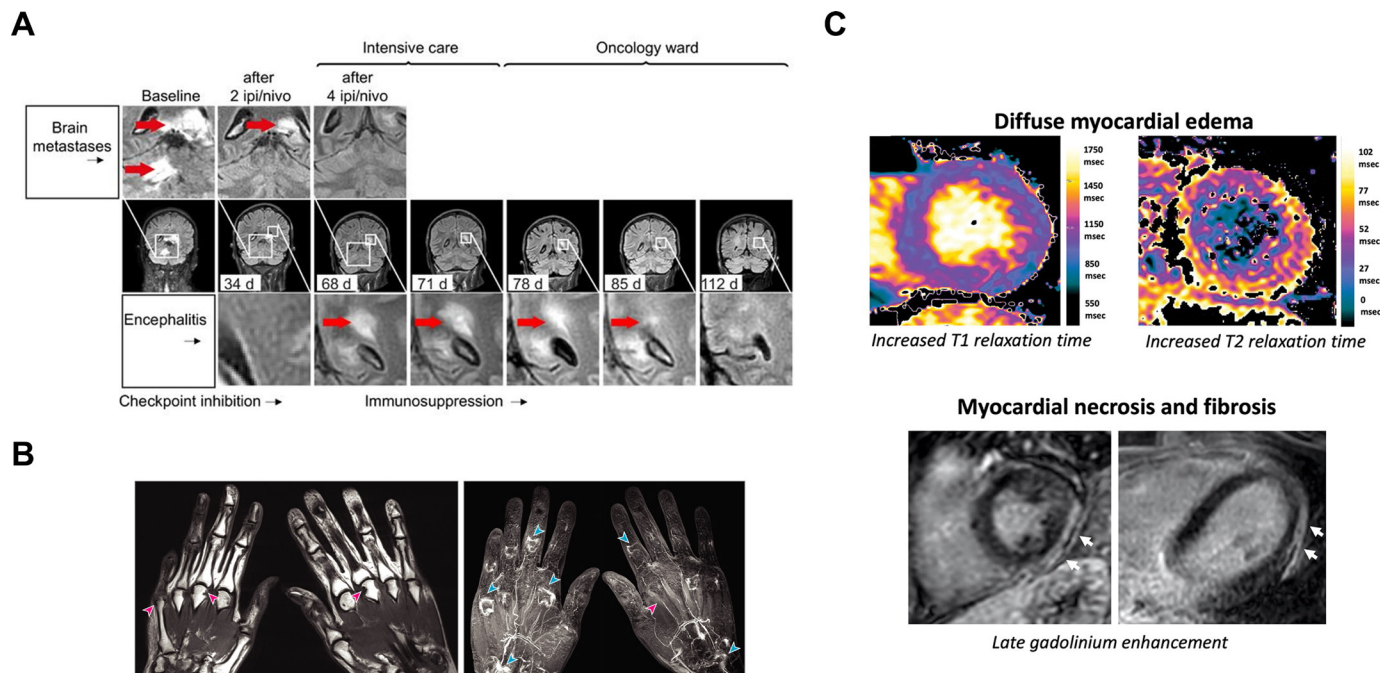 A
Intensive care
Oncology ward
after
2 ipi/nivo
after
4 ipi/nivo
Baseline
Brain
metastases
→
34 d
68 d
71 d
78 d
85 d
112 d
Encephalitis
→
Checkpoint inhibition →
Immunosuppression →
B
C
Diffuse myocardial edema
1750
msec
1450
msec
1150
msec
850
msec
550
msec
102
msec
77
msec
52
msec
27
msec
0
msec
Increased T1 relaxation time
Increased T2 relaxation time
Myocardial necrosis and fibrosis
Late gadolinium enhancement